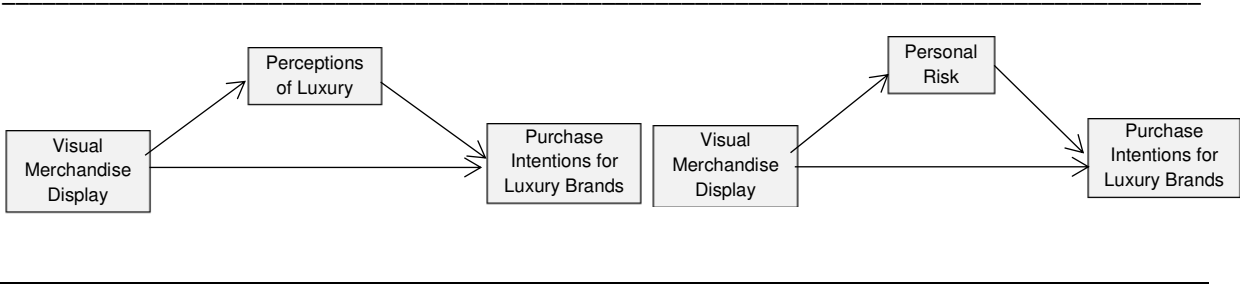 Perceptions
of Luxury
Visual
Merchandise
Display
Purchase
Intentions for
Luxury Brands
Personal
Risk
Visual
Merchandise
Display
Purchase
Intentions for
Luxury Brands